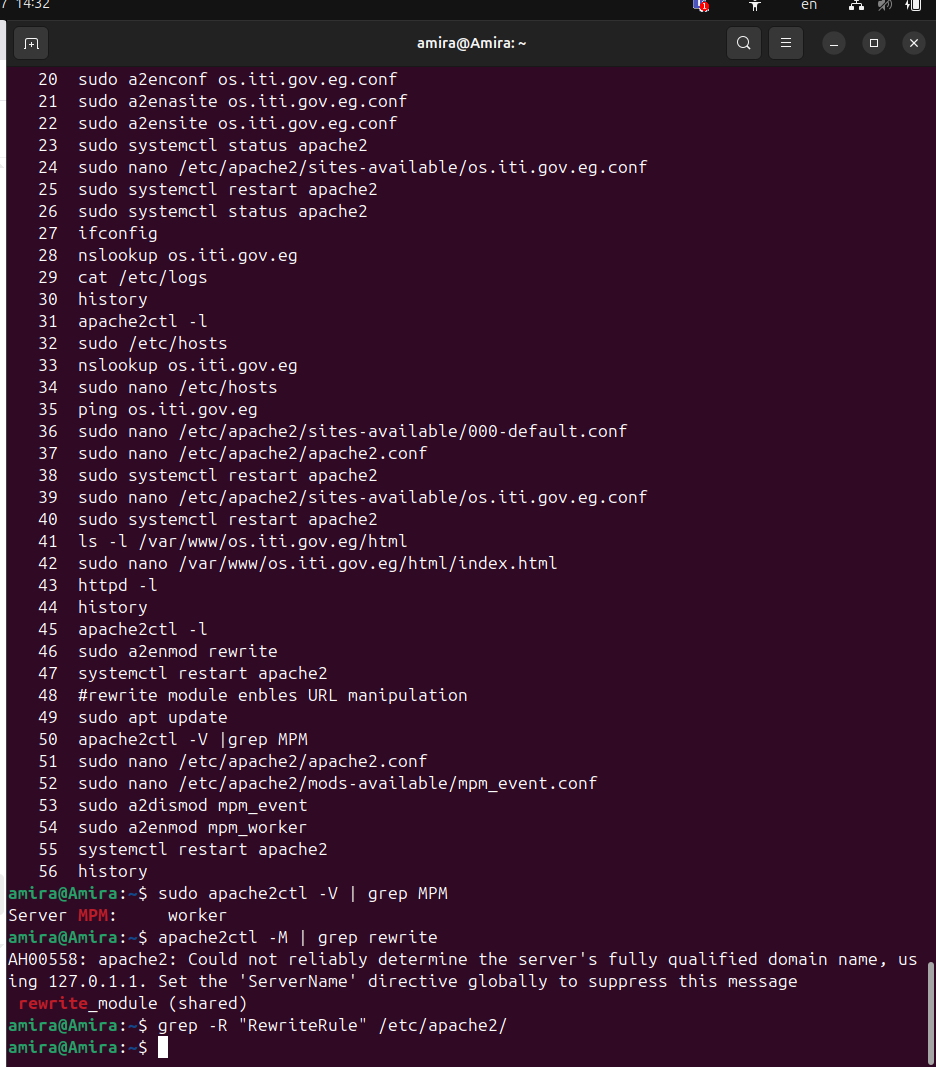 7 14:32
1
en
amira@Amira: ~
20 sudo a2enconf os.iti.gov.eg.conf
21 sudo a2enasite os.iti.gov.eg.conf
22 sudo a2ensite os.iti.gov.eg.conf
23 sudo systemctl status apache2
24 sudo nano /etc/apache2/sites-available/os.iti.gov.eg.conf
25 sudo systemctl restart apache2
26 sudo systemctl status apache2
27 ifconfig
28 nslookup os.iti.gov.eg
29 cat /etc/logs
30 history
31 apache2ctl -l
32 sudo /etc/hosts
33 nslookup os.iti.gov.eg
34 sudo nano /etc/hosts
35 ping os.iti.gov.eg
36 sudo nano /etc/apache2/sites-available/000-default.conf
37 sudo nano /etc/apache2/apache2.conf
38 sudo systemctl restart apache2
39 sudo nano /etc/apache2/sites-available/os.iti.gov.eg.conf
40 sudo systemctl restart apache2
41 ls -l /var/www/os.iti.gov.eg/html
42 sudo nano /var/www/os.iti.gov.eg/html/index.html
43 httpd -l
44 history
45 apache2ctl -l
46 sudo a2enmod rewrite
47 systemctl restart apache2
48 #rewrite module enbles URL manipulation
49 sudo apt update
50 apache2ctl -V |grep MPM
51 sudo nano /etc/apache2/apache2.conf
52 sudo nano /etc/apache2/mods-available/mpm_event.conf
53 sudo a2dismod mpm_event
54 sudo a2enmod mpm_worker
55 systemctl restart apache2
56 history
amira@Amira:~$ sudo apache2ctl -V | grep MPM
Server MPM: worker
amira@Amira:~$ apache2ctl -M | grep rewrite
AH00558: apache2: Could not reliably determine the server's fully qualified domain name, us
ing 127.0.1.1. Set the 'ServerName' directive globally to suppress this message
rewrite_module (shared)
amira@Amira:~$ grep -R "RewriteRule" /etc/apache2/
amira@Amira:~$